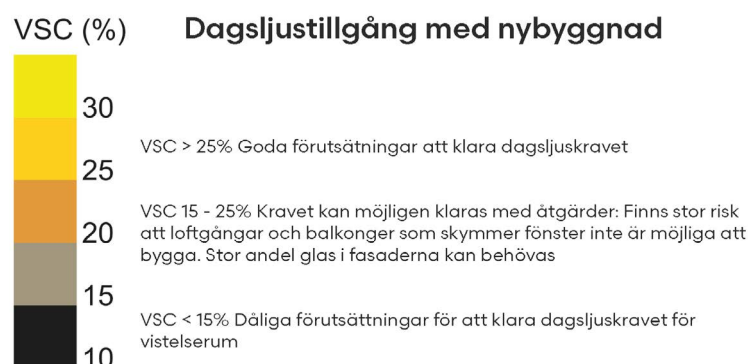 VSC (%)
Dagsljustillgång med nybyggnad
30
VSC > 25% Goda förutsätningar att klara dagsljuskravet
25
VSC 15 - 25% Kravet kan möjligen klaras med åtgärder: Finns stor risk
att loftgångar och balkonger som skymmer fönster inte är möjliga att
20
bygga. Stor andel glas i fasaderna kan behövas
15
VSC < 15% Dåliga förutsättningar för att klara dagsljuskravet för
vistelserum
10